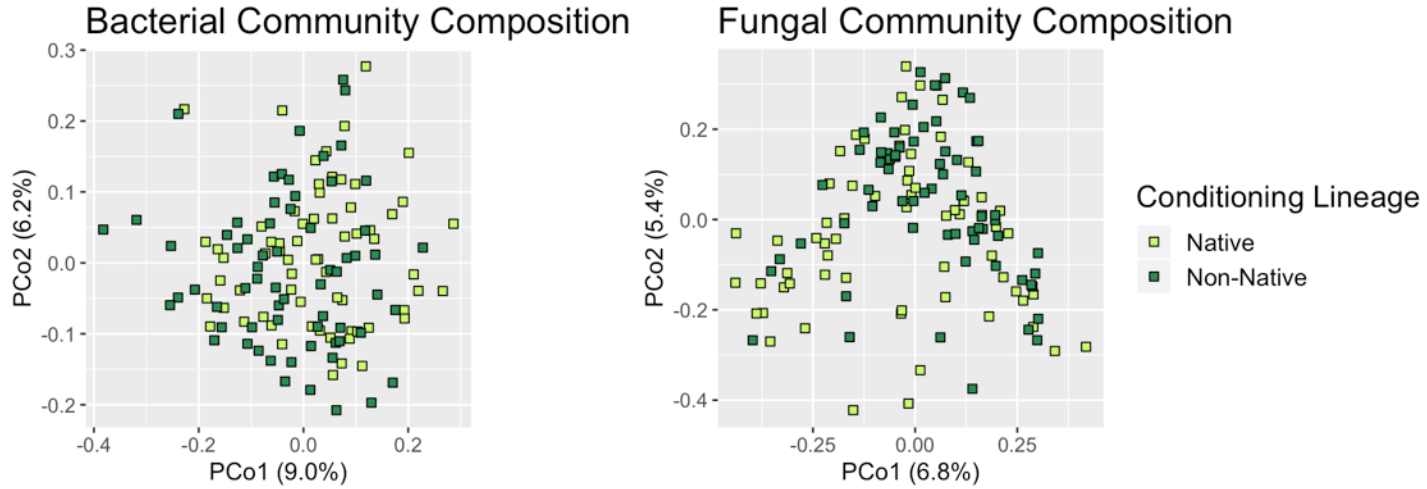 Bacterial Community Composition
0.3
0.2
0.1
0.0
-0.1
-0.2
PCo2 (6.2%)
-0.4
-0.2
0.0
0.2
PCo1 (9.0%)
Fungal Community Composition
0.2
0.0
-0.2
-0.4
PCo2 (5.4%)
-0.25
0.00
0.25
PCo1 (6.8%)
Conditioning Lineage
Native
Non-Native